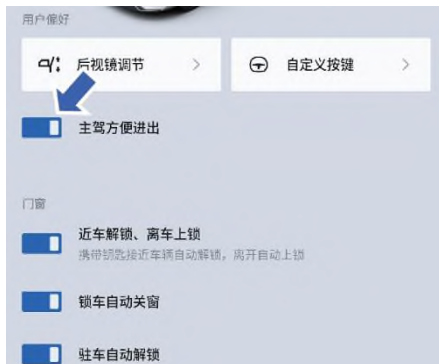 用户偏好
后视镜调节
自定义按键
主驾方便进出
门窗
近车解锁、离车上锁
携带钥匙接近车辆自动解锁，离开自动上锁
锁车自动关窗
驻车自动解锁